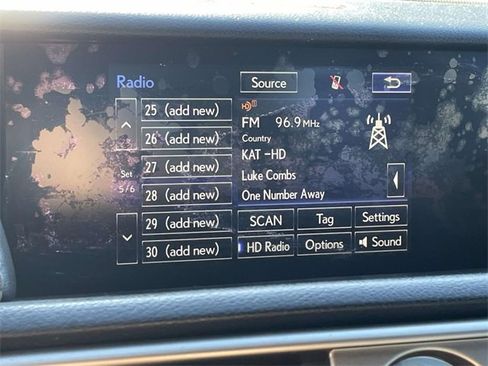 Radio
Source
25 (add new)
26 (add new)
27 (add new)
28 (add new)
29 (add new)
30 (add new)
Set
5/6
FM 96.9 MHz
Country
KAT-HD
Luke Combs
One Number Away
SCAN
Tag
Settings
HD Radio
Options
Sound